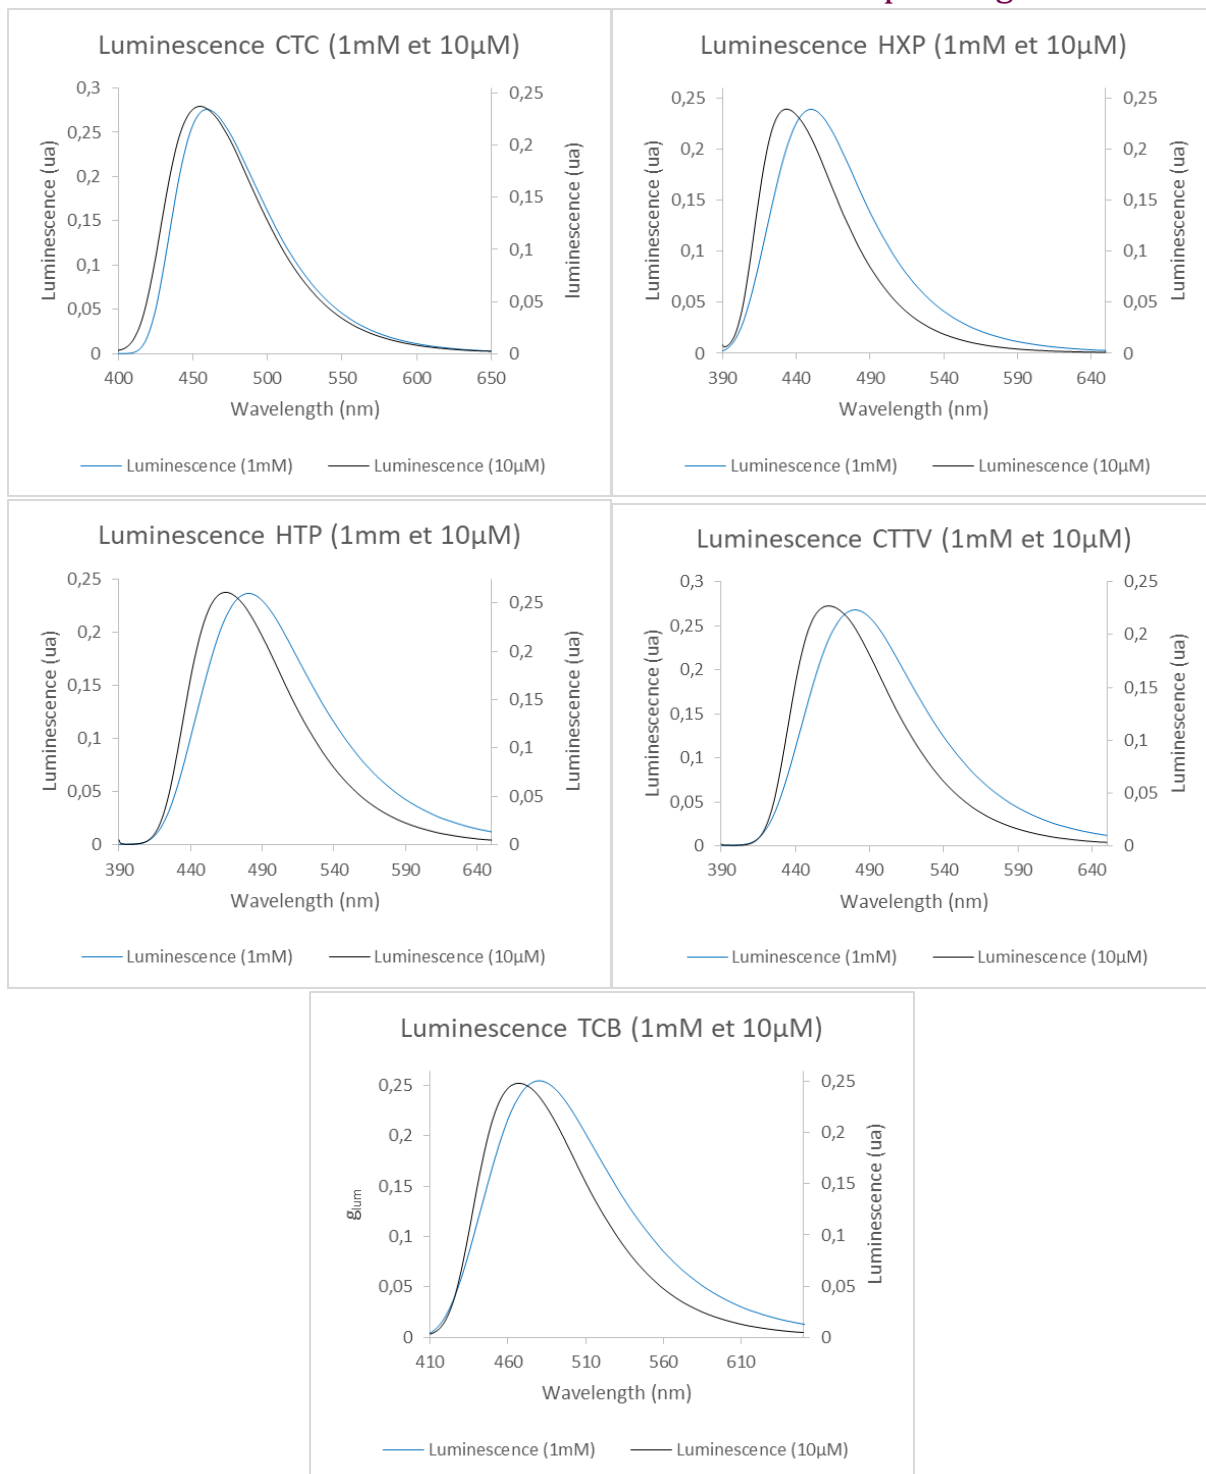 Luminescence CTC (1mM et 10µM)
0,3
0,25
0,2
0,15
0,1
0,05
0
Luminescence (ua)
0,25
0,2
0,15
0,1
0,05
0
luminescence (ua)
400 450 500 550 600 650
Wavelength (nm)
Luminescence (1mM) Luminescence (10µM)
Luminescence HXP (1mM et 10µM)
0,25
0,2
0,15
0,1
0,05
0
Luminescence (ua)
0,25
0,2
0,15
0,1
0,05
0
Luminescence (ua)
390 440 490 540 590 640
Wavelength (nm)
Luminescence (1mM) Luminescence (10µM)
Luminescence HTP (1mm et 10µM)
0,25
0,2
0,15
0,1
0,05
0
Luminescence (ua)
0,25
0,2
0,15
0,1
0,05
0
Luminescence (ua)
390 440 490 540 590 640
Wavelength (nm)
Luminescence (1mM) Luminescence (10µM)
Luminescence CTTV (1mM et 10µM)
0,3
0,25
0,2
0,15
0,1
0,05
0
Luminescecnce (ua)
0,25
0,2
0,15
0,1
0,05
0
Luminescence (ua)
390 440 490 540 590 640
Wavelength (nm)
Luminescence (1mM) Luminescence (10µM)
Luminescence TCB (1mM et 10µM)
0,25
0,2
0,15
0,1
0,05
0
glum
0,25
0,2
0,15
0,1
0,05
0
Luminescence (ua)
410 460 510 560 610
Wavelength (nm)
Luminescence (1mM) Luminescence (10µM)